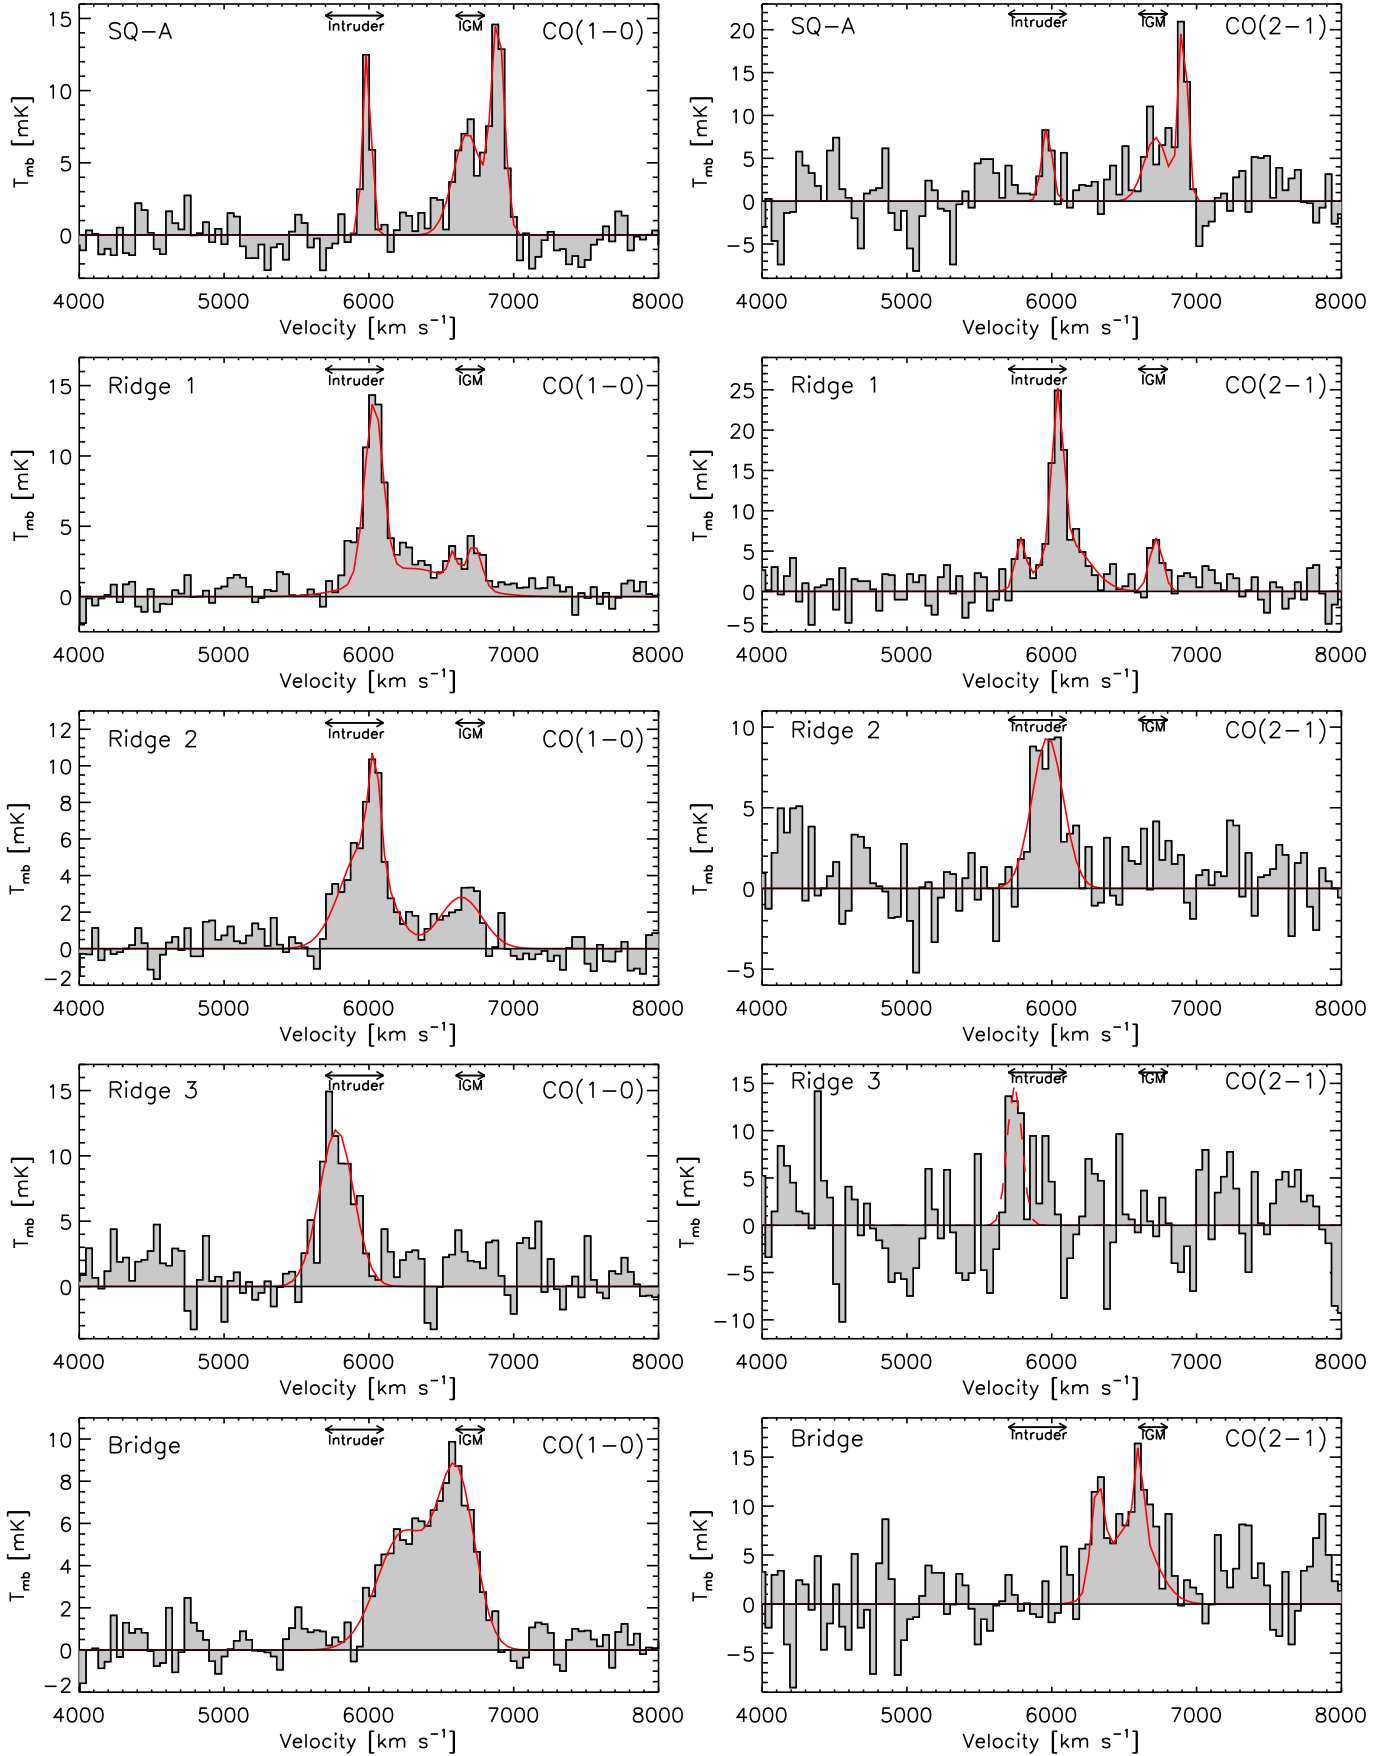 SQ-A Intruder IGM CO(1-0)
15
10
5
0
T_mb [mK]
4000 5000 6000 7000 8000
Velocity [km s⁻¹]
SQ-A Intruder IGM CO(2-1)
20
15
10
5
0
-5
T_mb [mK]
4000 5000 6000 7000 8000
Velocity [km s⁻¹]
Ridge 1 Intruder IGM CO(1-0)
15
10
5
0
T_mb [mK]
4000 5000 6000 7000 8000
Velocity [km s⁻¹]
Ridge 1 Intruder IGM CO(2-1)
25
20
15
10
5
0
-5
T_mb [mK]
4000 5000 6000 7000 8000
Velocity [km s⁻¹]
Ridge 2 Intruder IGM CO(1-0)
12
10
8
6
4
2
0
-2
T_mb [mK]
4000 5000 6000 7000 8000
Velocity [km s⁻¹]
Ridge 2 Intruder IGM CO(2-1)
10
5
0
-5
T_mb [mK]
4000 5000 6000 7000 8000
Velocity [km s⁻¹]
Ridge 3 Intruder IGM CO(1-0)
15
10
5
0
T_mb [mK]
4000 5000 6000 7000 8000
Velocity [km s⁻¹]
Ridge 3 Intruder IGM CO(2-1)
15
10
5
0
-5
-10
T_mb [mK]
4000 5000 6000 7000 8000
Velocity [km s⁻¹]
Bridge Intruder IGM CO(1-0)
10
8
6
4
2
0
-2
T_mb [mK]
4000 5000 6000 7000 8000
Velocity [km s⁻¹]
Bridge Intruder IGM CO(2-1)
15
10
5
0
-5
T_mb [mK]
4000 5000 6000 7000 8000
Velocity [km s⁻¹]